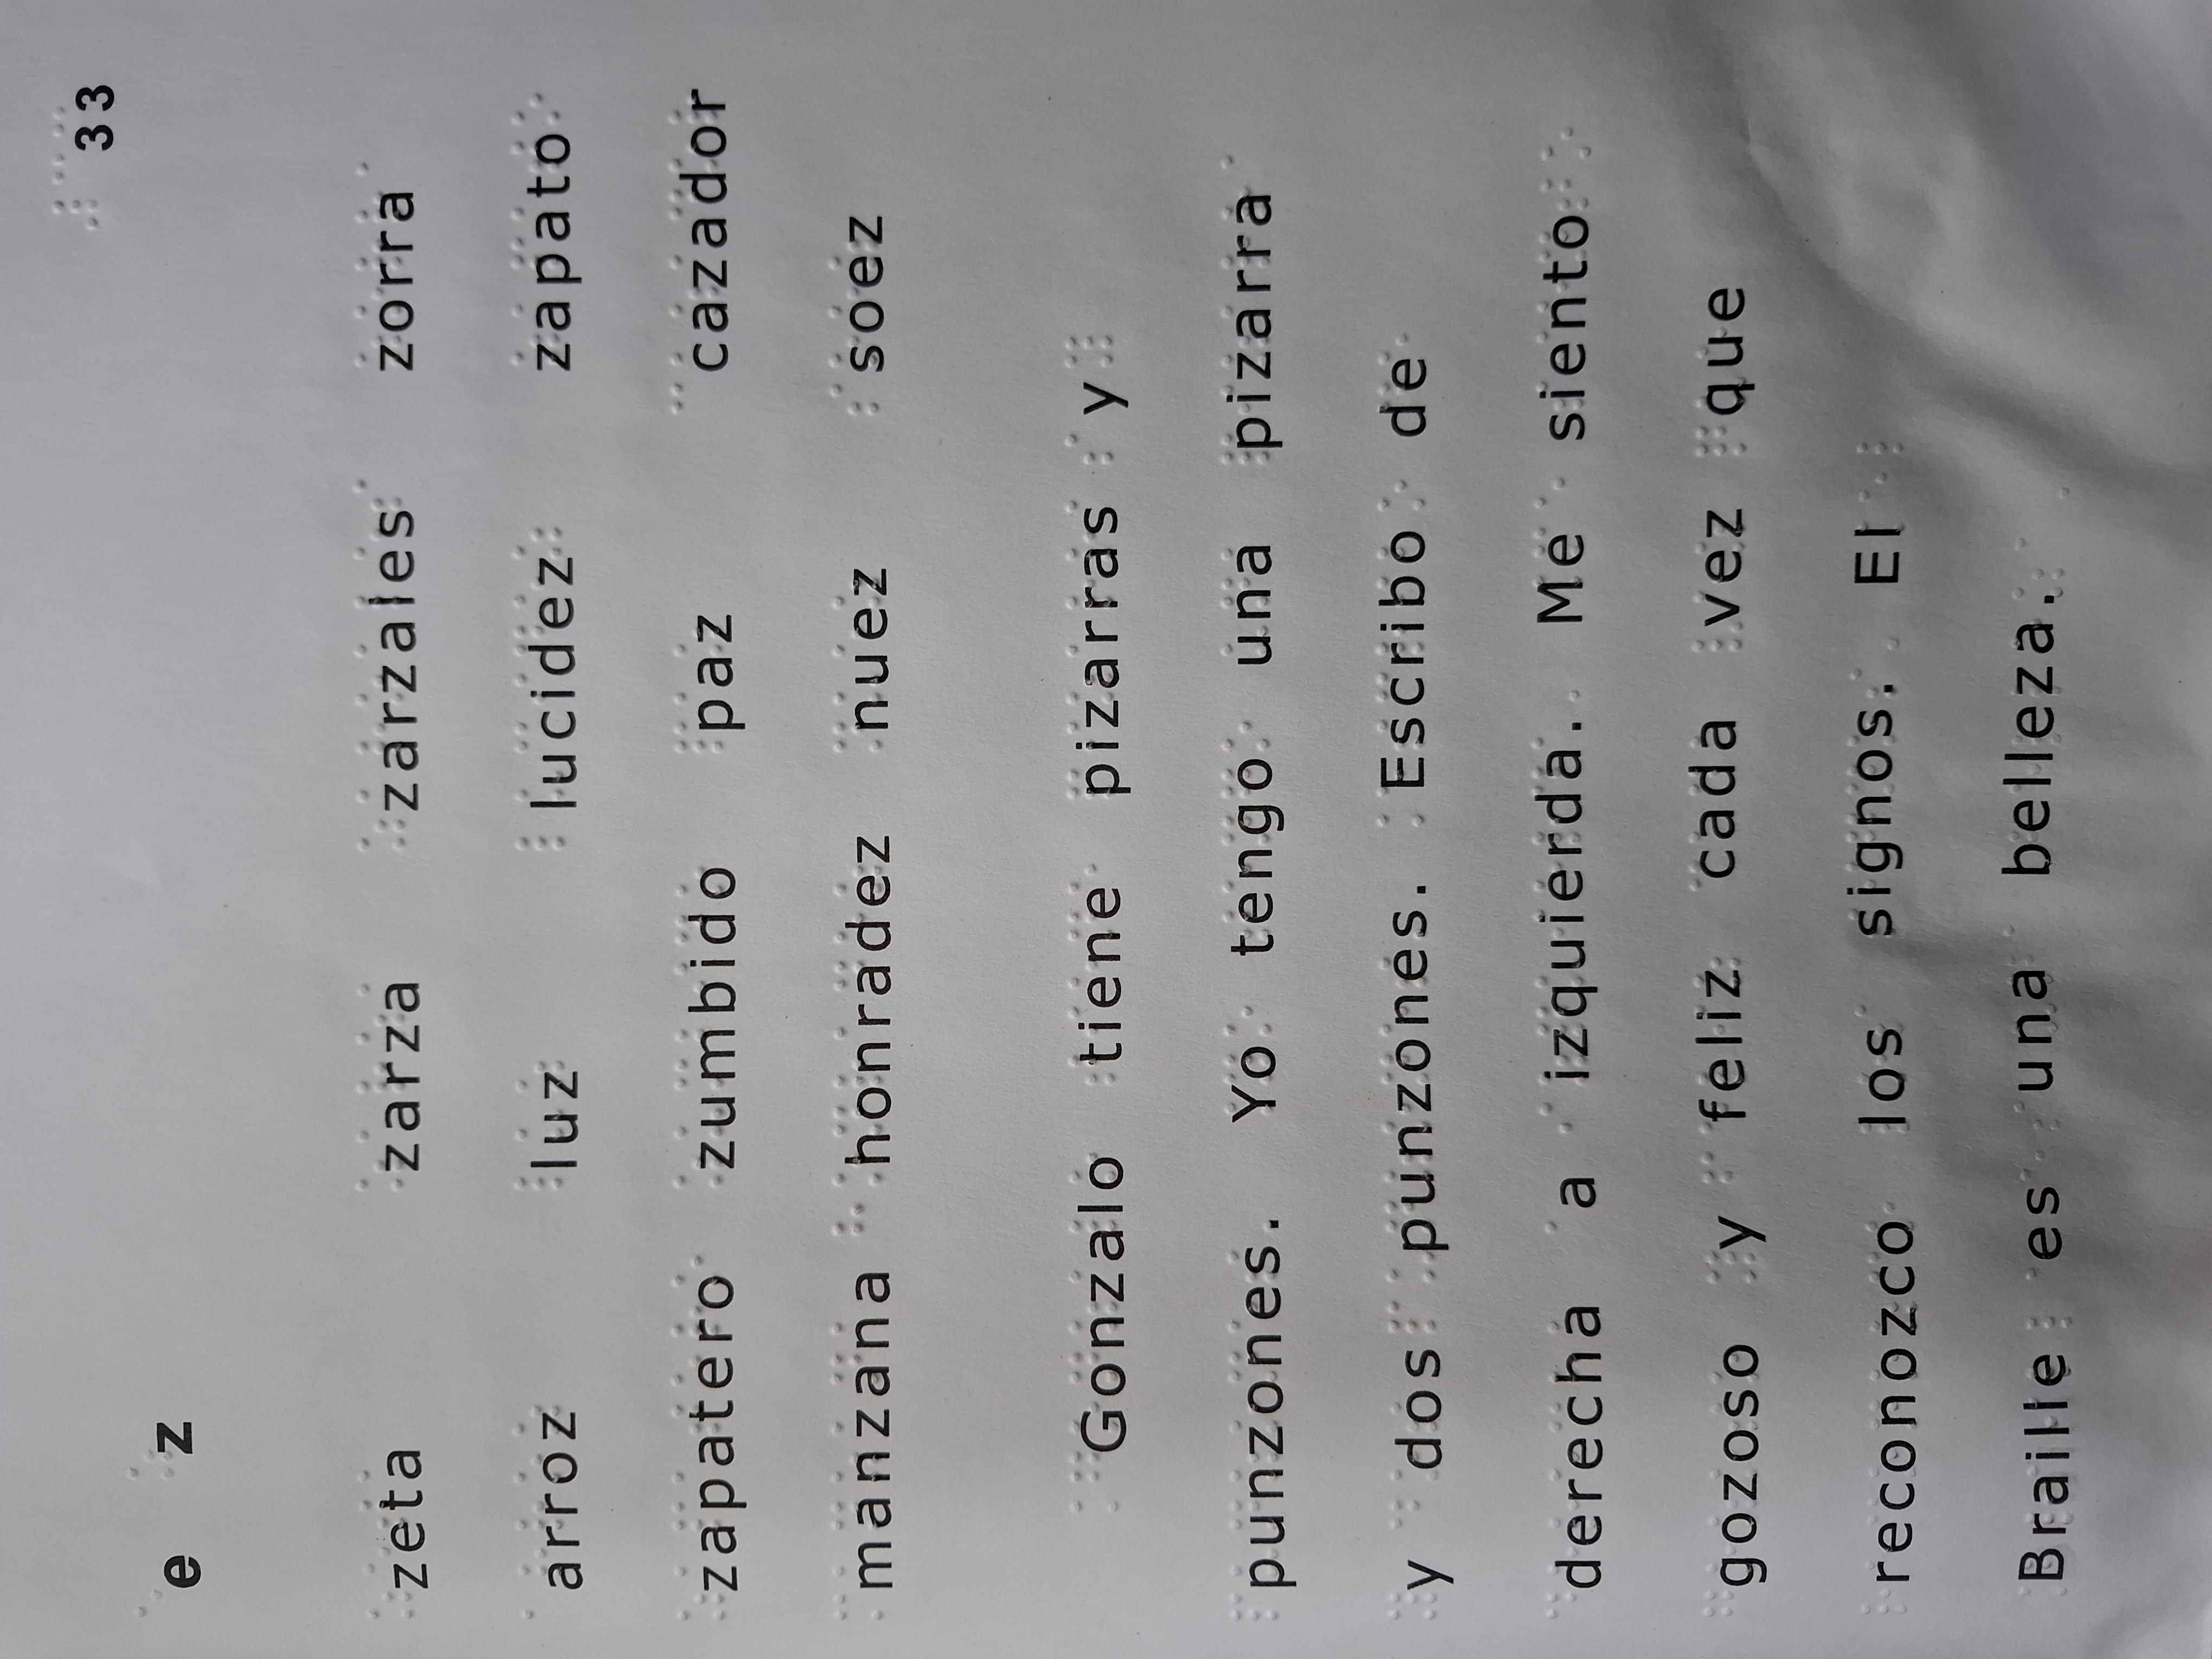 33
e z
zeta zarza zarzales zorra
arroz luz lucidez zapato
zapatero zumbido paz cazador
manzana honradez nuez soez
Gonzalo tiene pizarras y
punzones. Yo tengo una pizarra
y dos punzones. Escribo de
derecha a izquierda. Me siento
gozoso y feliz cada vez que
reconozco los signos. El
Braille es una belleza.